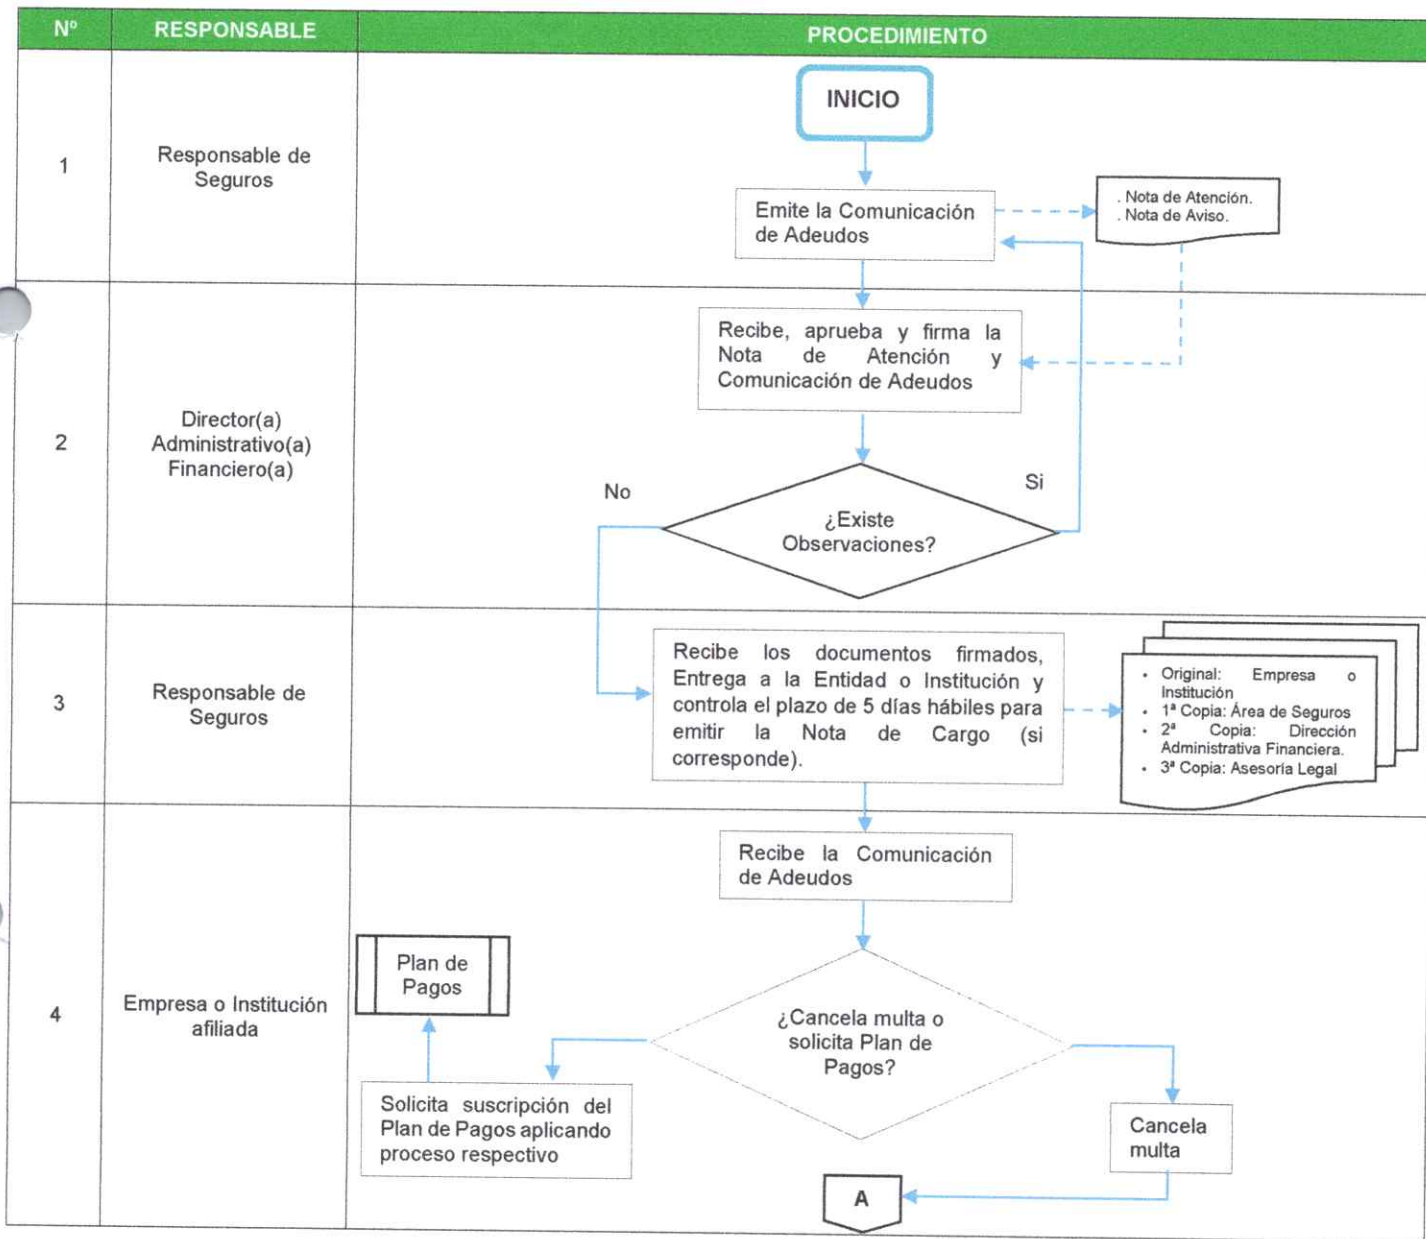 Nº RESPONSABLE PROCEDIMIENTO
INICIO
1
Responsable de
Seguros
Emite la Comunicación
de Adeudos
. Nota de Atención.
. Nota de Aviso.
2
Director(a)
Administrativo(a)
Financiero(a)
Recibe, aprueba y firma la
Nota de Atención y
Comunicación de Adeudos
No
Si
¿Existe
Observaciones?
3
Responsable de
Seguros
Recibe los documentos firmados,
Entrega a la Entidad o Institución y
controla el plazo de 5 días hábiles para
emitir la Nota de Cargo (si
corresponde).
• Original: Empresa o
Institución
• 1ª Copia: Área de Seguros
• 2ª Copia: Dirección
Administrativa Financiera.
• 3ª Copia: Asesoría Legal
4
Empresa o Institución
afiliada
Recibe la Comunicación
de Adeudos
Plan de
Pagos
¿Cancela multa o
solicita Plan de
Pagos?
Solicita suscripción del
Plan de Pagos aplicando
proceso respectivo
Cancela
multa
A